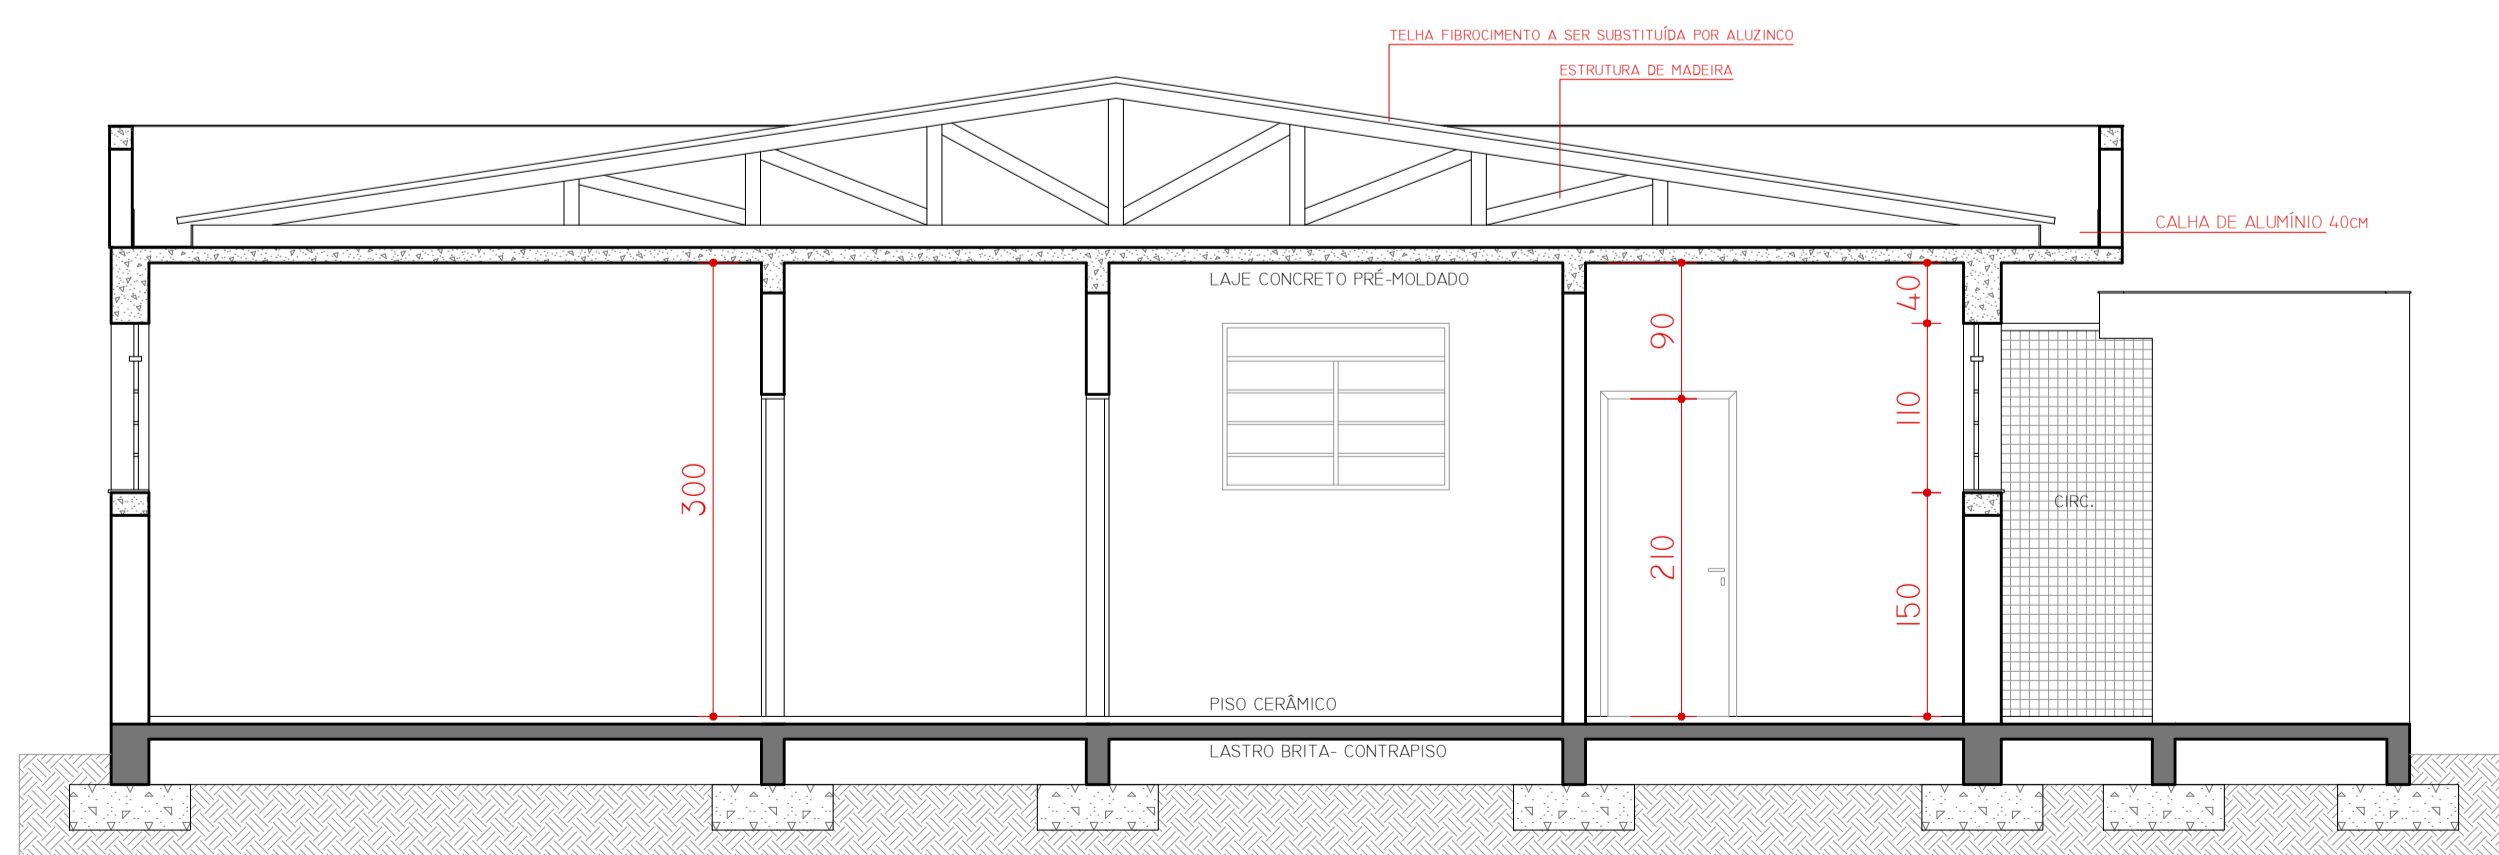 TELHA FIBROCIMENTO A SER SUBSTITUÍDA POR ALUZINCO
ESTRUTURA DE MADEIRA
CALHA DE ALUMÍNIO 40CM
LAJE CONCRETO PRÉ-MOLDADO
40
90
110
300
CIRC.
210
150
PISO CERÂMICO
LASTRO BRITA- CONTRAPISO